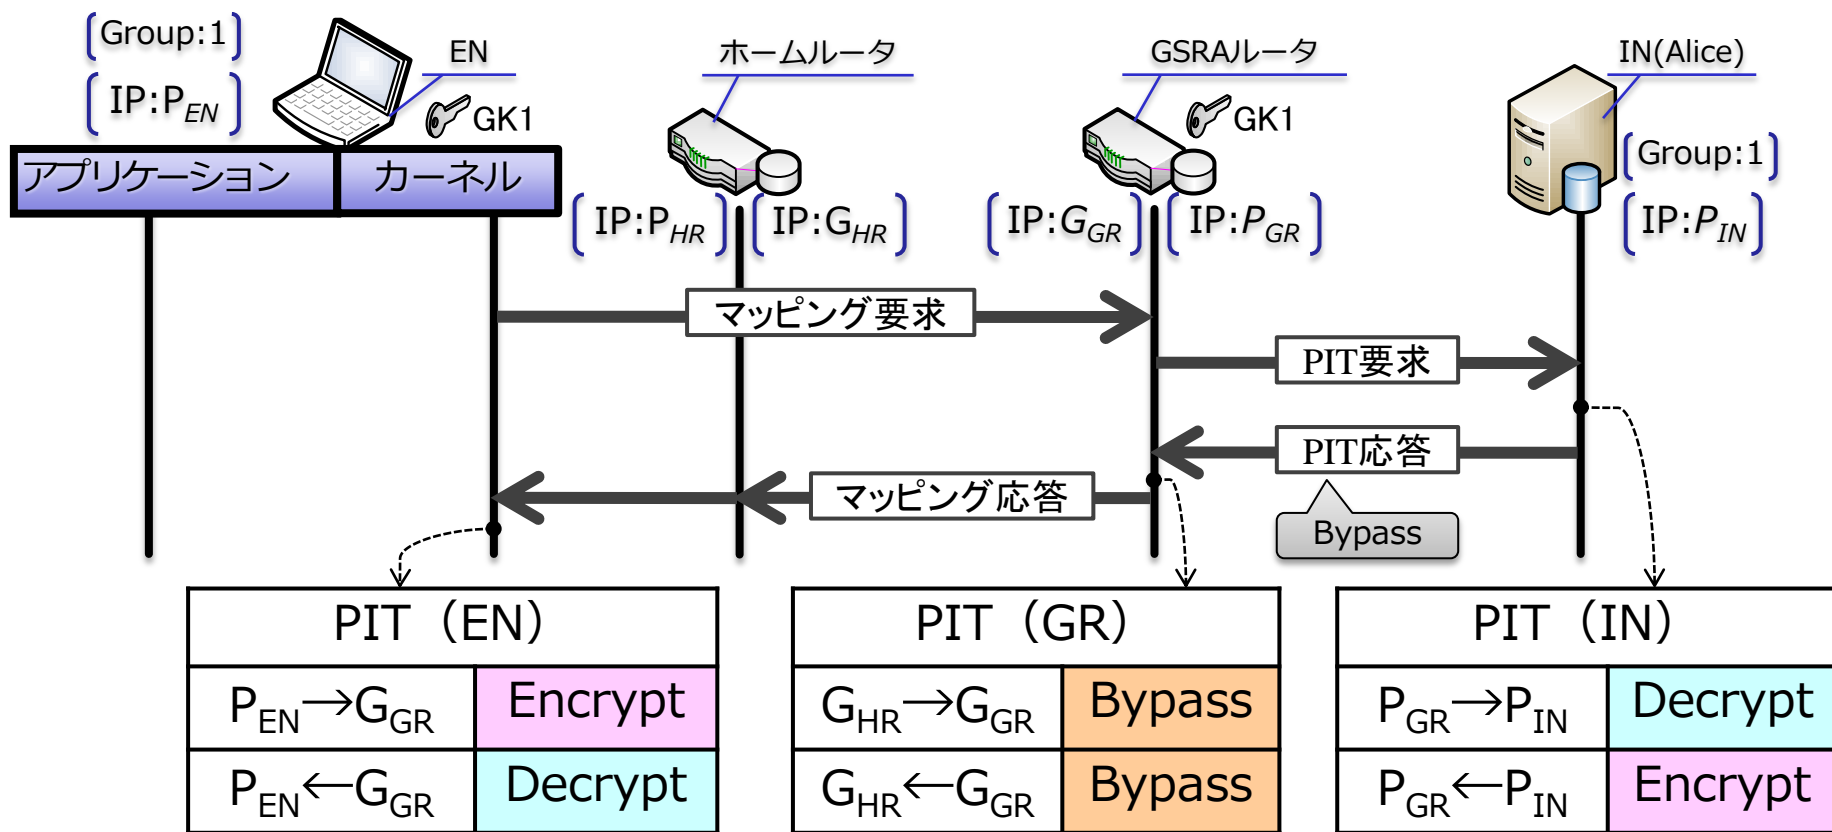 Group:1
EN
ホームルータ
GSRAルータ
IN(Alice)
IP:PEN
GK1
GK1
アプリケーション
カーネル
Group:1
IP:PHR
IP:GHR
IP:GGR
IP:PGR
IP:PIN
マッピング要求
PIT要求
PIT応答
マッピング応答
Bypass
PIT（EN）
PEN→GGR Encrypt
PEN←GGR Decrypt
PIT（GR）
GHR→GGR Bypass
GHR←GGR Bypass
PIT（IN）
PGR→PIN Decrypt
PGR←PIN Encrypt